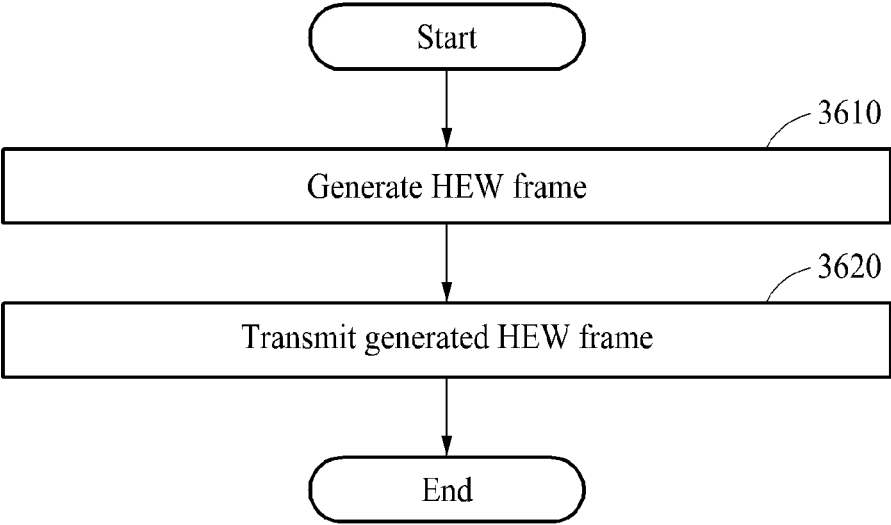 Start
3610
Generate HEW frame
3620
Transmit generated HEW frame
End